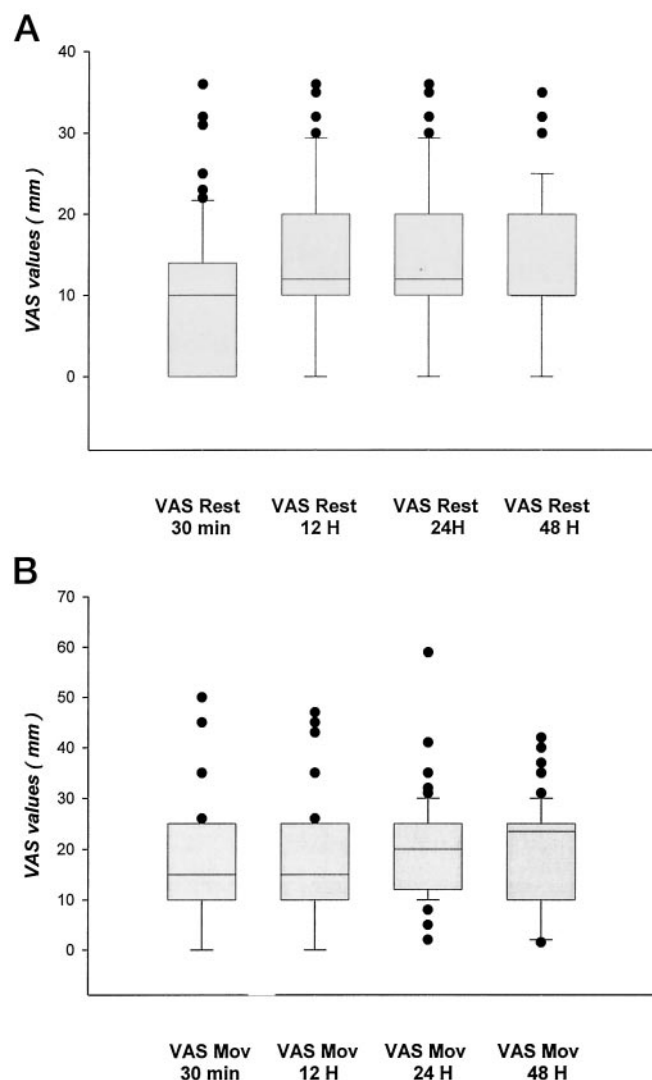 A
VAS values ( mm )
40
30
20
10
0
VAS Rest VAS Rest VAS Rest VAS Rest
30 min 12 H 24H 48 H
B
VAS values ( mm )
70
60
50
40
30
20
10
0
VAS Mov VAS Mov VAS Mov VAS Mov
30 min 12 H 24 H 48 H